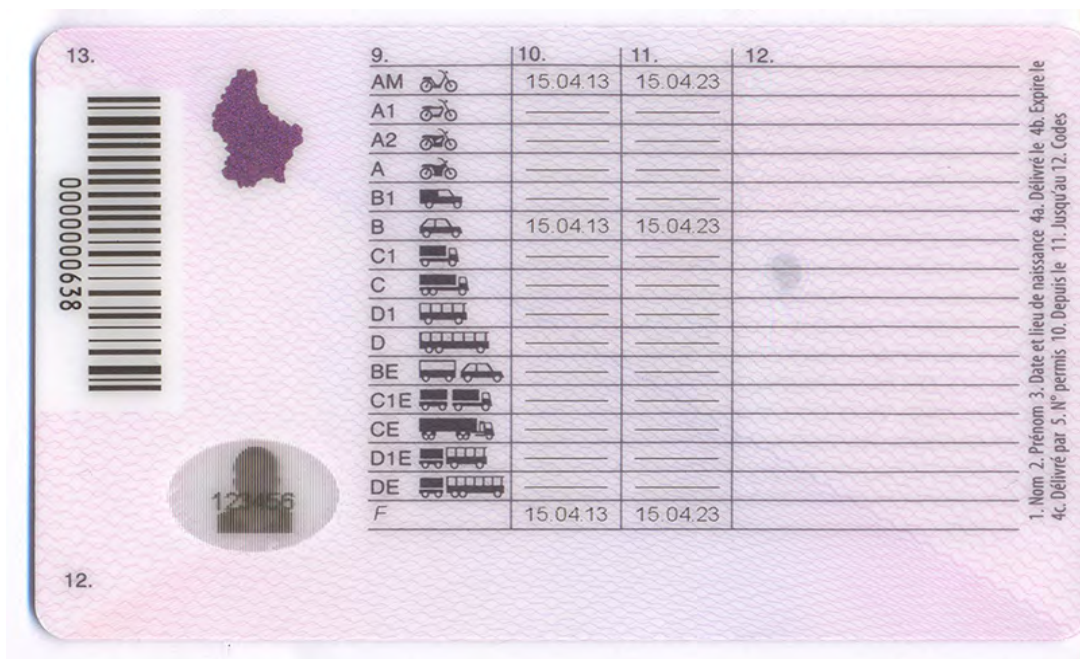 13.
0000000638
123456
12.
9. 10. 11. 12.
AM 15.04.13 15.04.23
A1
A2
A
B1
B 15.04.13 15.04.23
C1
C
D1
D
BE
C1E
CE
D1E
DE
F 15.04.13 15.04.23
1. Nom 2. Prénom 3. Date et lieu de naissance 4a. Délivré le 4b. Expire le
4c. Délivré par 5. N° permis 10. Depuis le 11. Jusqu'au 12. Codes